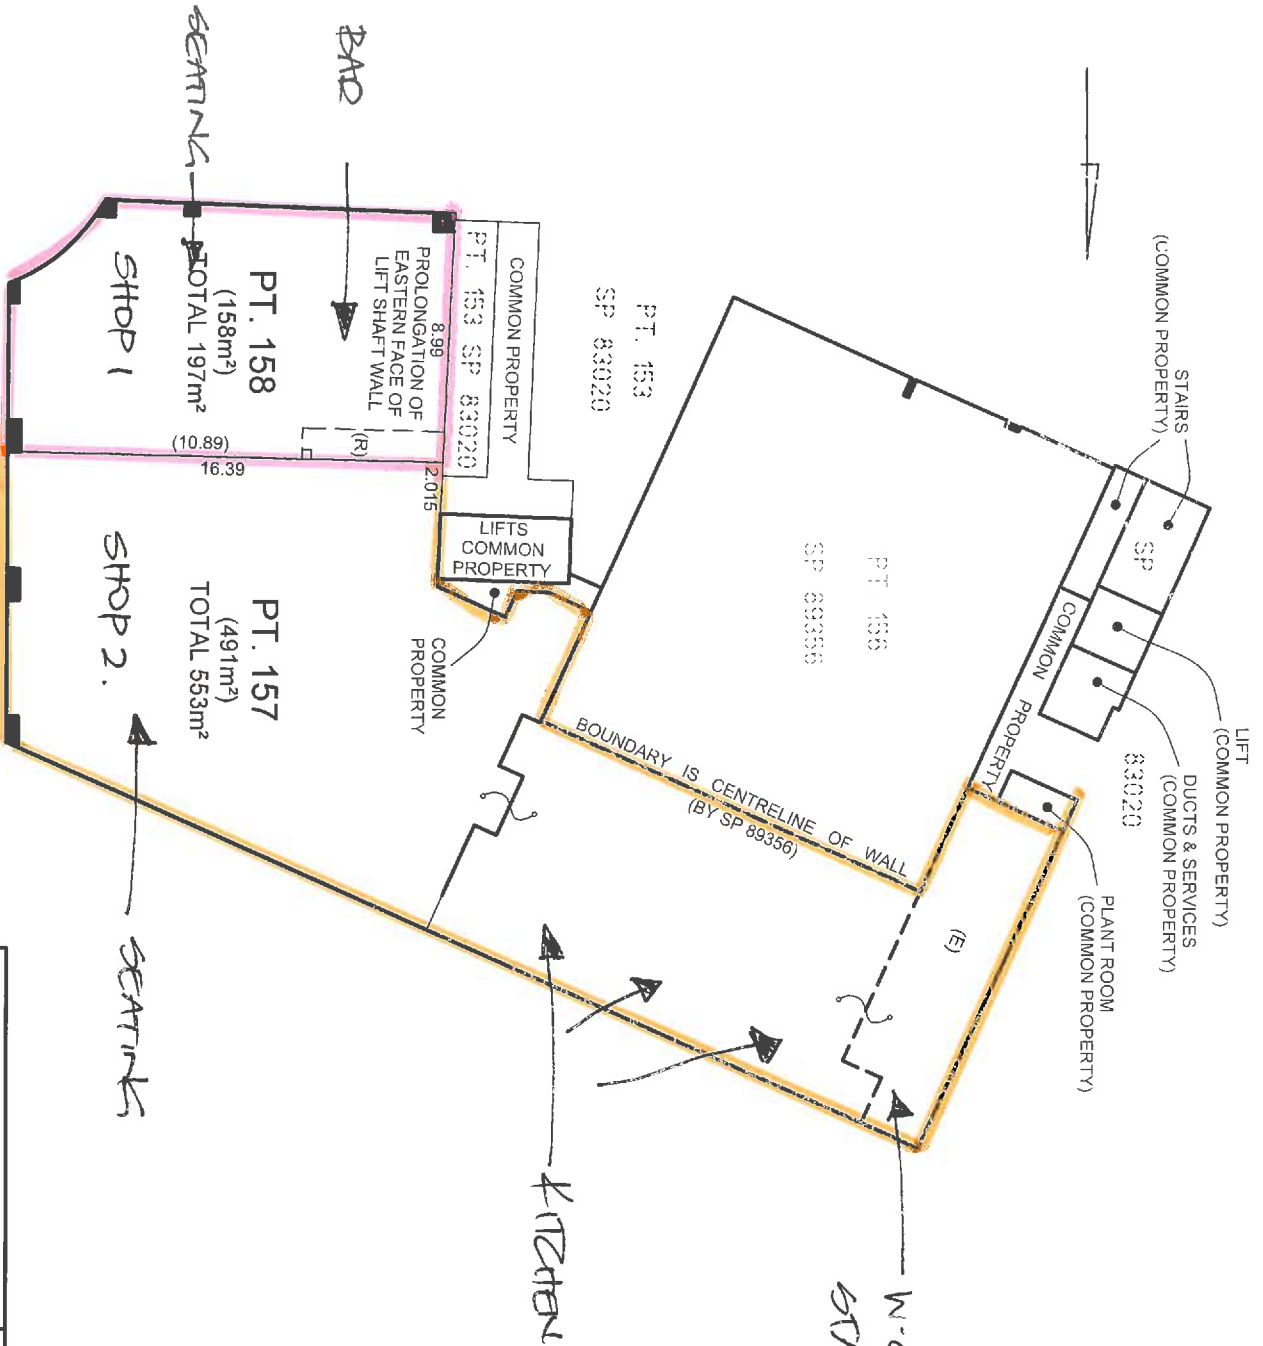 SEATING
BAR
STAIRS
(COMMON PROPERTY)
LIFT
(COMMON PROPERTY)
DUCTS & SERVICES
(COMMON PROPERTY)
PLANT ROOM
(COMMON PROPERTY)
SP
83020
COMMON PROPERTY
PT. 153
SP 83020
PT 156
SP 89356
COMMON PROPERTY
PT. 153 SP 83020
8.99
PROLONGATION OF
EASTERN FACE OF
LIFT SHAFT WALL
(R)
2.015
LIFTS
COMMON
PROPERTY
COMMON
PROPERTY
BOUNDARY IS CENTRELINE OF WALL
(BY SP 89356)
(E)
PT. 158
(158m²)
TOTAL 197m²
SHOP 1
(10.89)
16.39
PT. 157
(491m²)
TOTAL 553m²
SHOP 2.
SEATING
KITCHEN